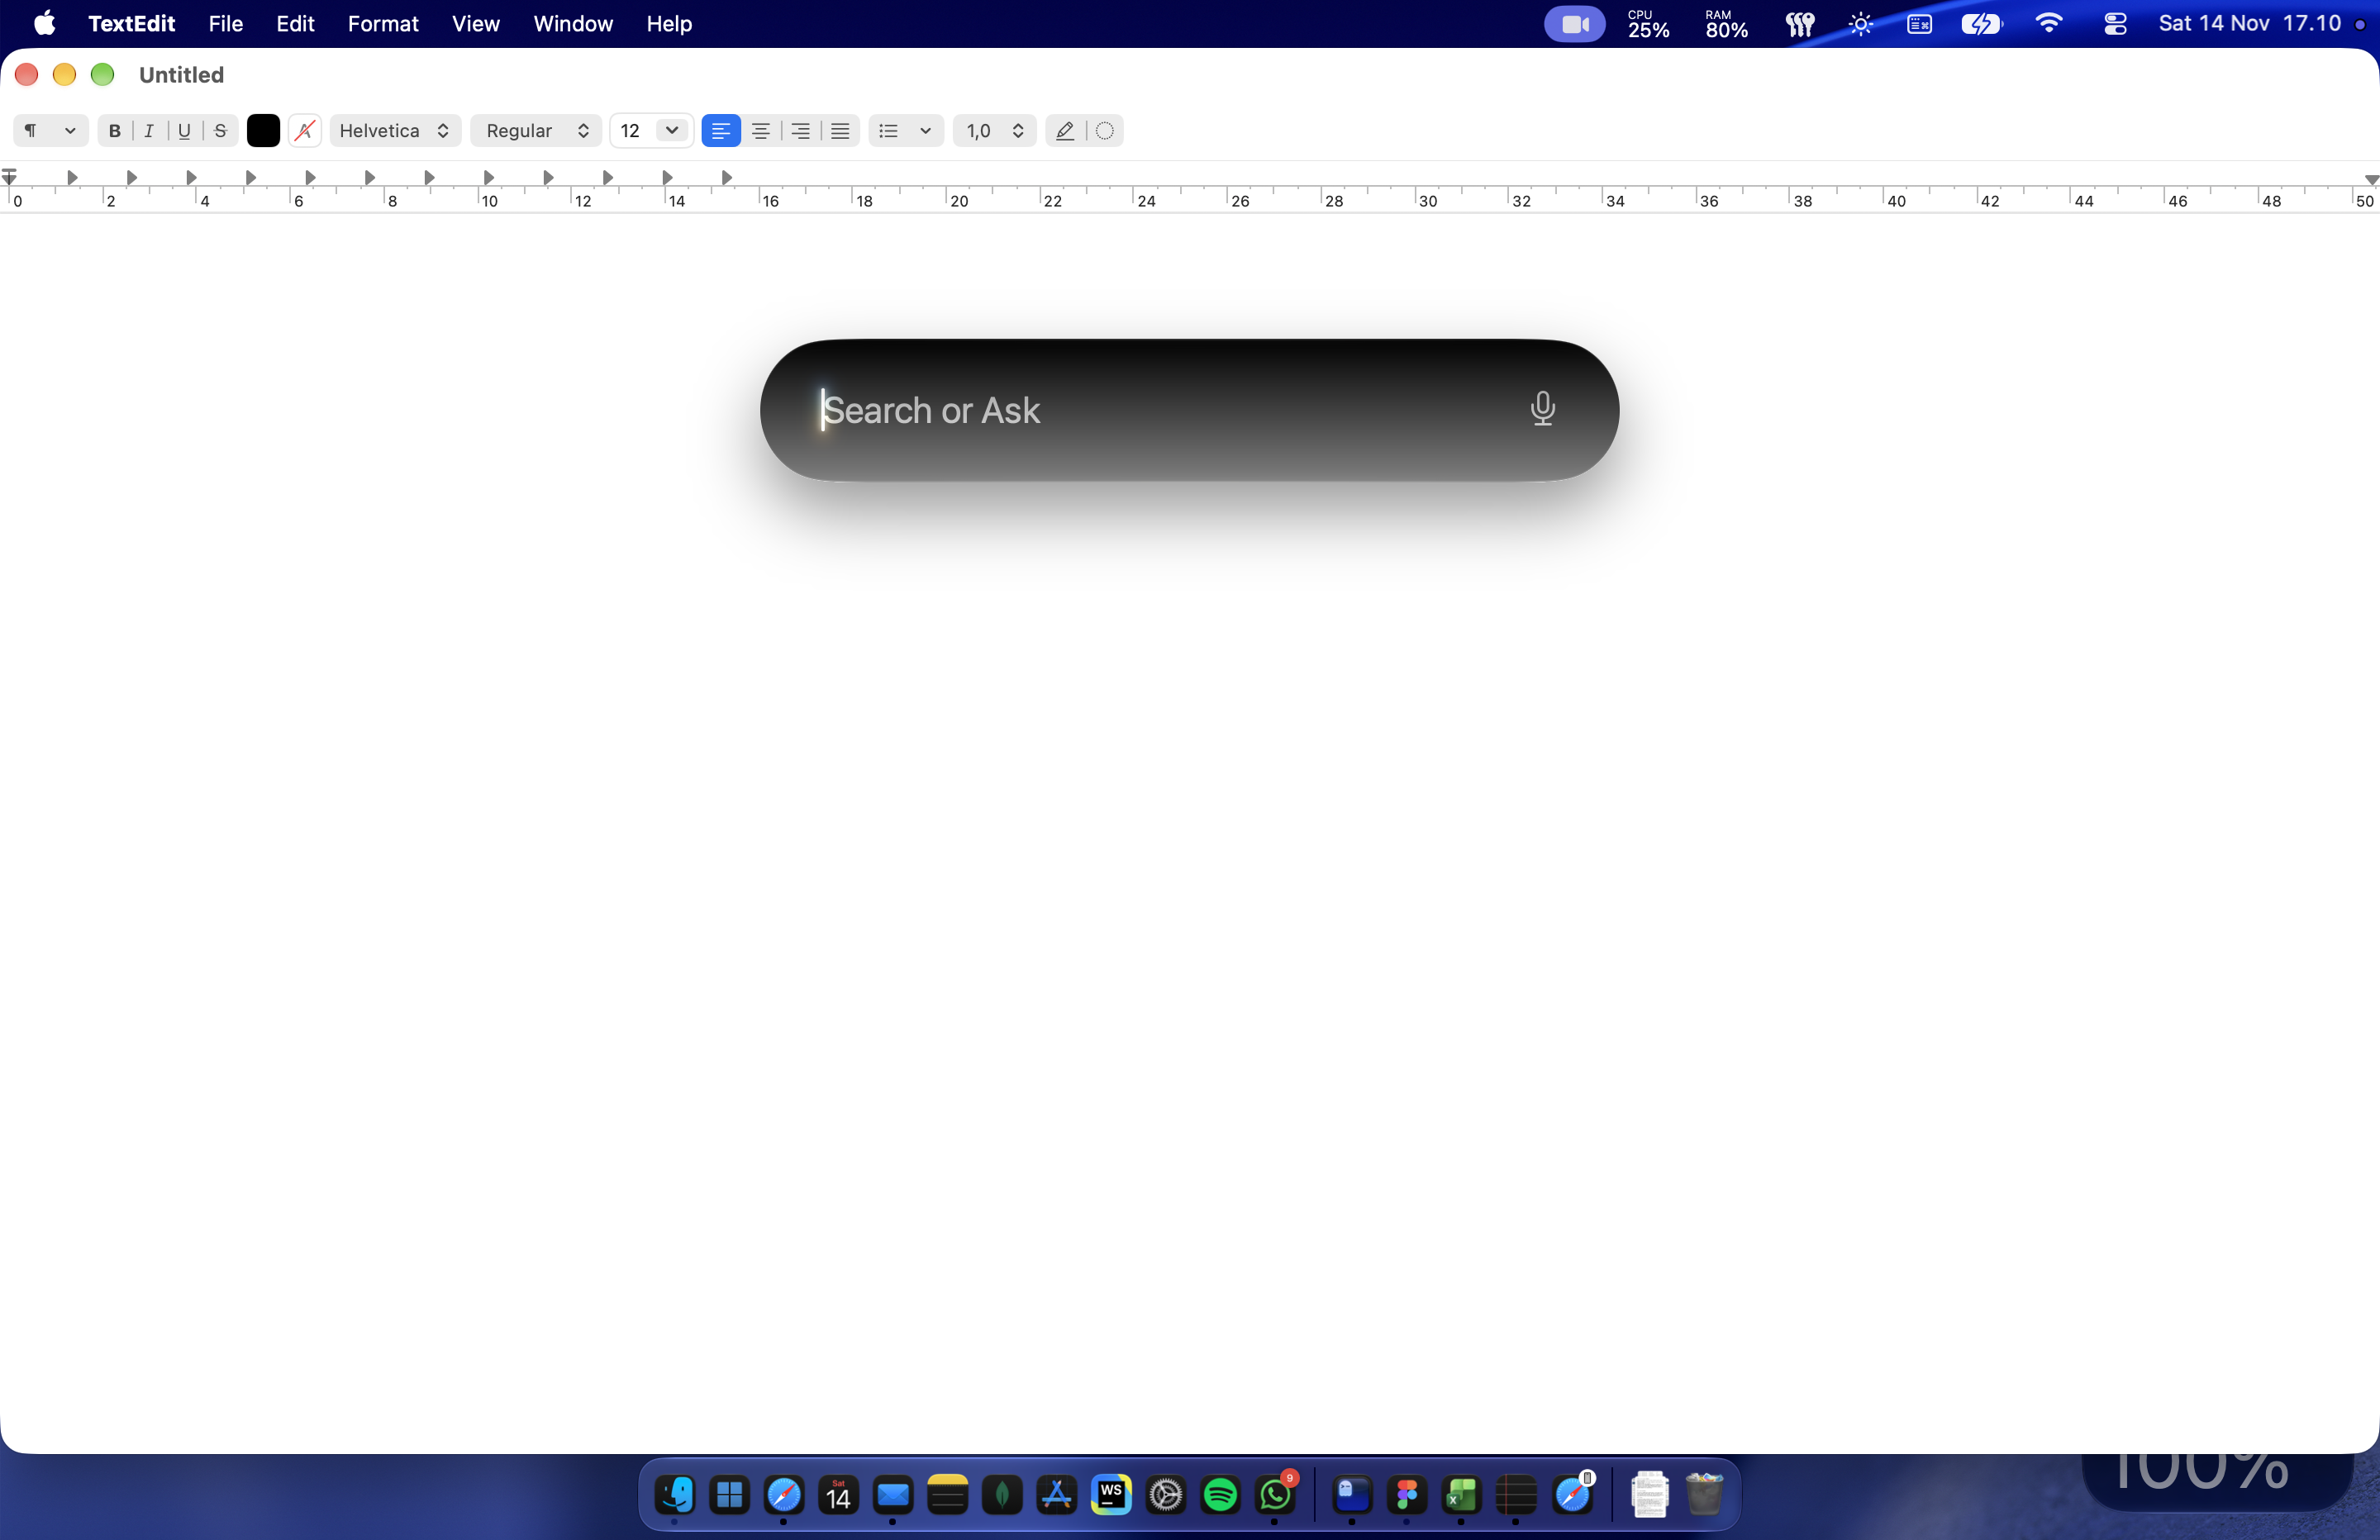 TextEdit File Edit Format View Window Help
CPU 25% RAM 80% Sat 14 Nov 17.10
Untitled
B I U S Helvetica Regular 12 1,0
0 2 4 6 8 10 12 14 16 18 20 22 24 26 28 30 32 34 36 38 40 42 44 46 48 50
Search or Ask
100%
Sat 14 WS 9